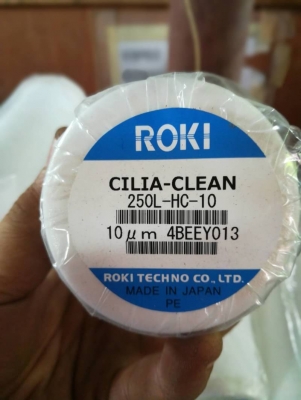 ROKI
CILIA-CLEAN
250L-HC-10
10μm 4BEEY013
ROKI TECHNO CO., LTD.
MADE IN JAPAN
PE